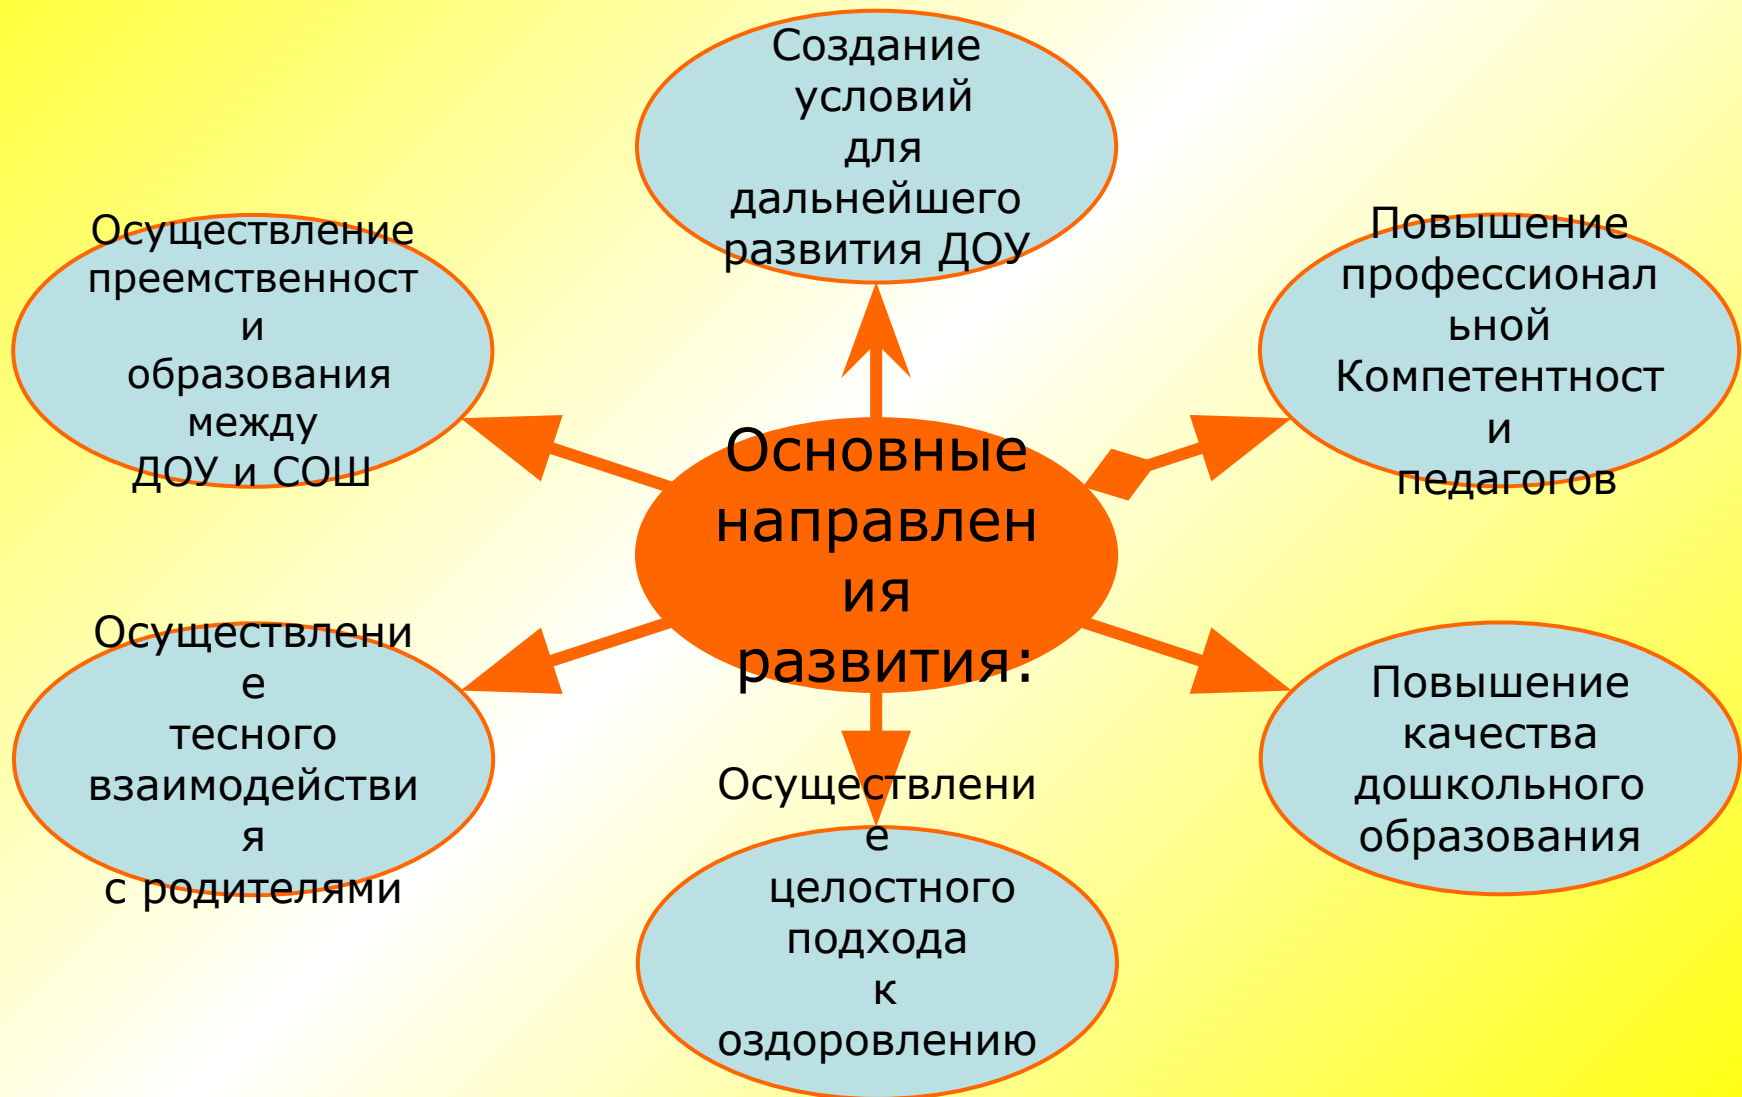 Создание
условий
для
дальнейшего
развития ДОУ
Осуществление
преемственност
и
образования
между
ДОУ и СОШ
Повышение
профессионал
ьной
Компетентност
и
педагогов
Основные
направлен
ия
развития:
Осуществлени
е
тесного
взаимодействи
я
с родителями
Осуществлени
е
целостного
подхода
к
оздоровлению
Повышение
качества
дошкольного
образования